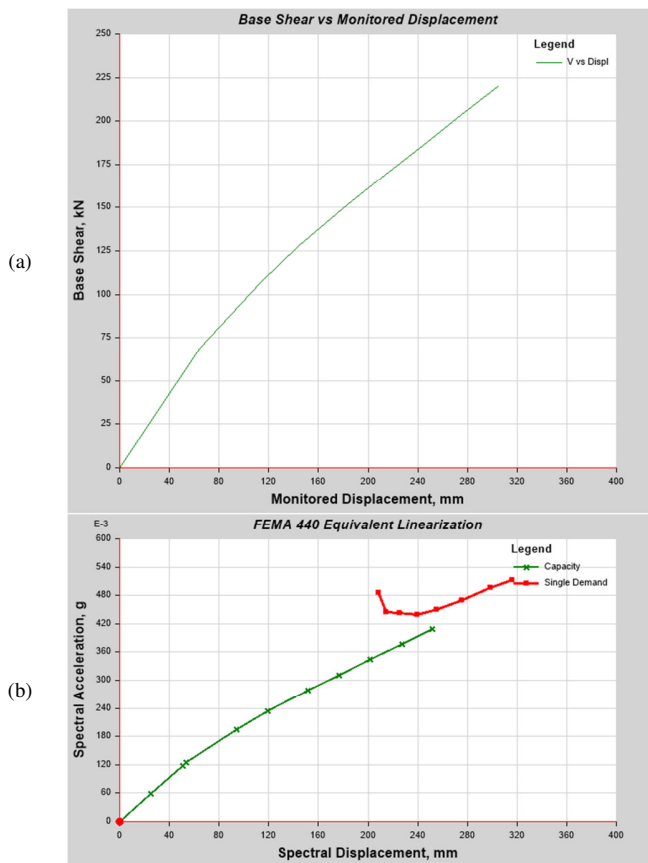 (a)
Base Shear vs Monitored Displacement
Legend
V vs Displ
Base Shear, kN
250
225
200
175
150
125
100
75
50
25
0
0 40 80 120 160 200 240 280 320 360 400
Monitored Displacement, mm
(b)
E-3
FEMA 440 Equivalent Linearization
Legend
Capacity
Single Demand
Spectral Acceleration, g
600
540
480
420
360
300
240
180
120
60
0
0 40 80 120 160 200 240 280 320 360 400
Spectral Displacement, mm